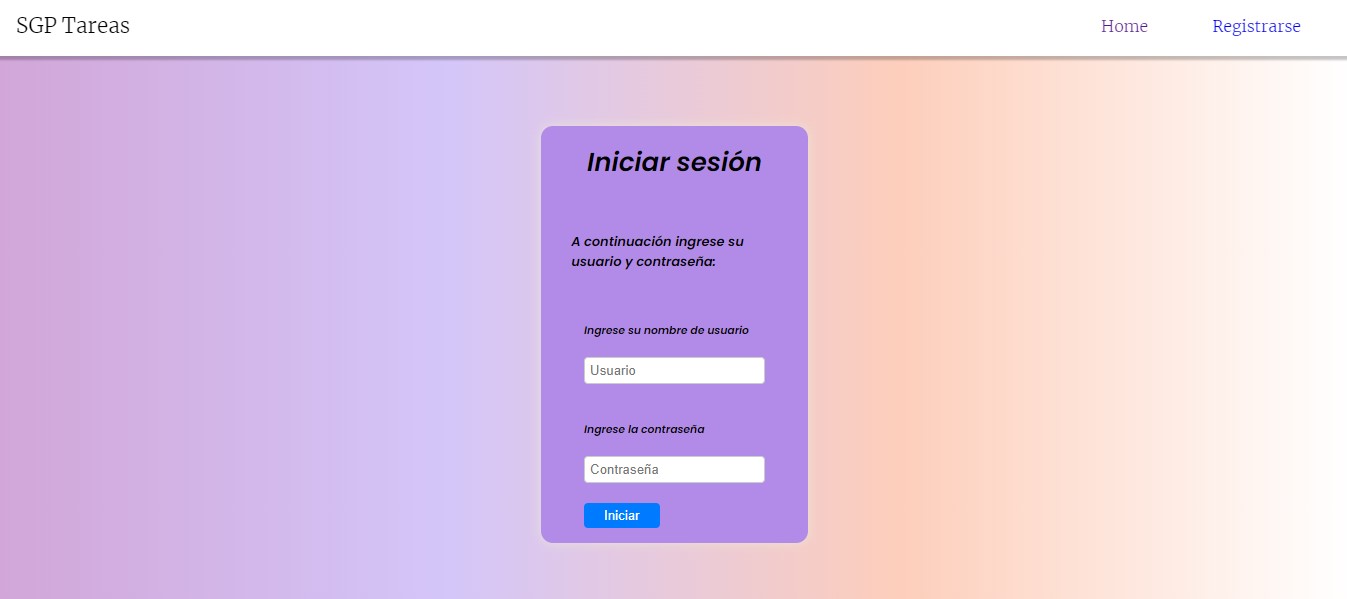 SGP Tareas
Home
Registrarse
Iniciar sesión
A continuación ingrese su
usuario y contraseña:
Ingrese su nombre de usuario
Usuario
Ingrese la contraseña
Contraseña
Iniciar